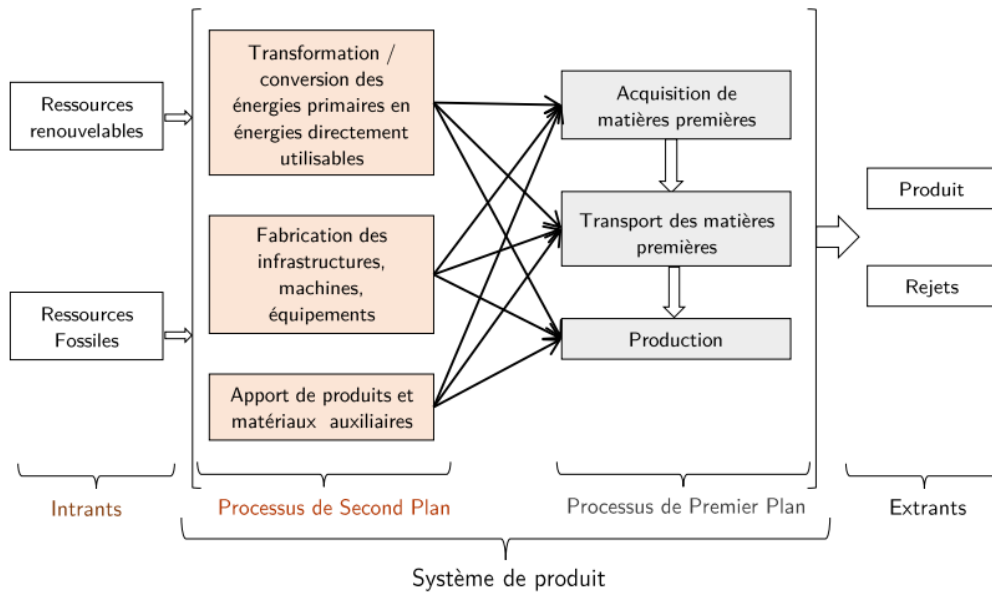 Ressources
renouvelables
Ressources
Fossiles
Transformation /
conversion des
énergies primaires en
énergies directement
utilisables
Fabrication des
infrastructures,
machines,
équipements
Apport de produits et
matériaux auxiliaires
Acquisition de
matières premières
Transport des matières
premières
Production
Produit
Rejets
Intrants
Processus de Second Plan
Processus de Premier Plan
Extrants
Système de produit